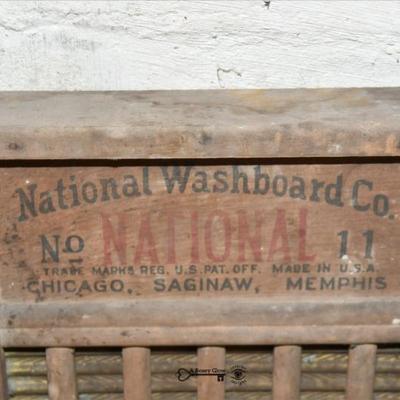 National Washboard Co.
No NATIONAL 11
TRADE MARKS REG. U.S. PAT. OFF. MADE IN U.S.A.
CHICAGO, SAGINAW, MEMPHIS